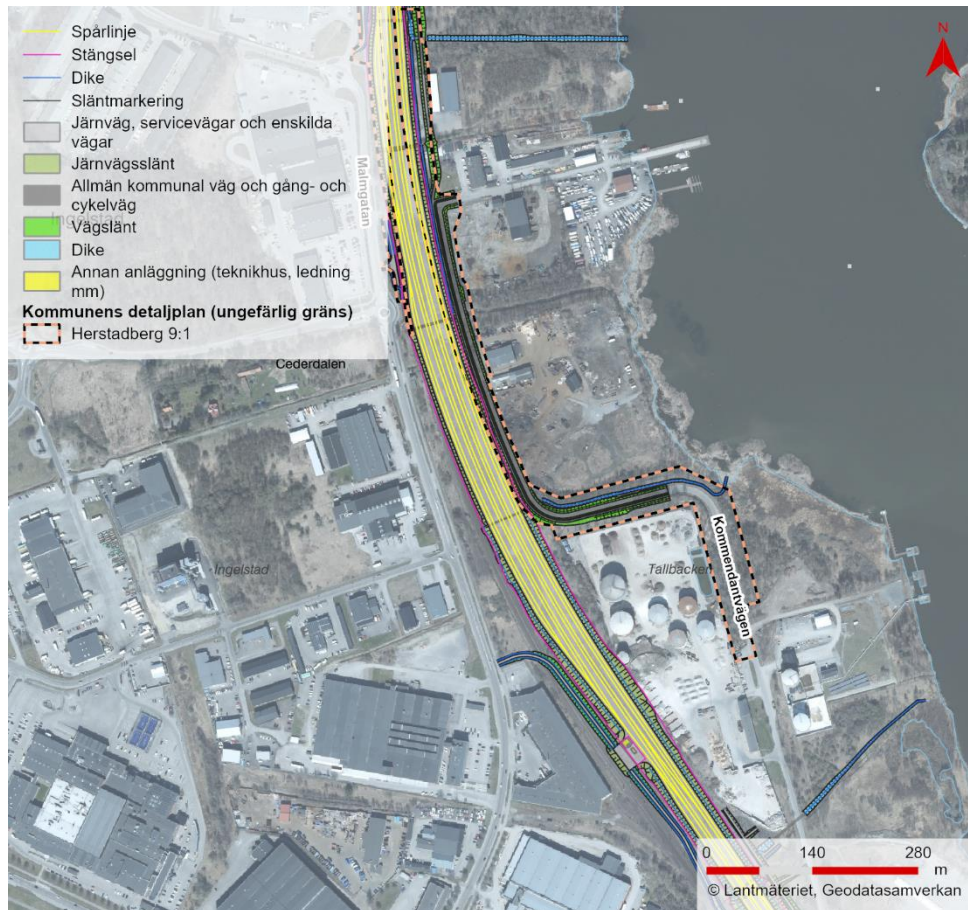 Spårlinje
Stängsel
Dike
Släntmarkering
Järnväg, servicevägar och enskilda
vägar
Järnvägsslänt
Allmän kommunal väg och gång- och
cykelväg
Vägslänt
Dike
Annan anläggning (teknikhus, ledning
mm)
Kommunens detaljplan (ungefärlig gräns)
Herstadberg 9:1
Ingelstad
Malmgatan
N
Cederdalen
Ingelstad
Tallbacken
Kommendantvägen
0 140 280
m
© Lantmäteriet, Geodatasamverkan